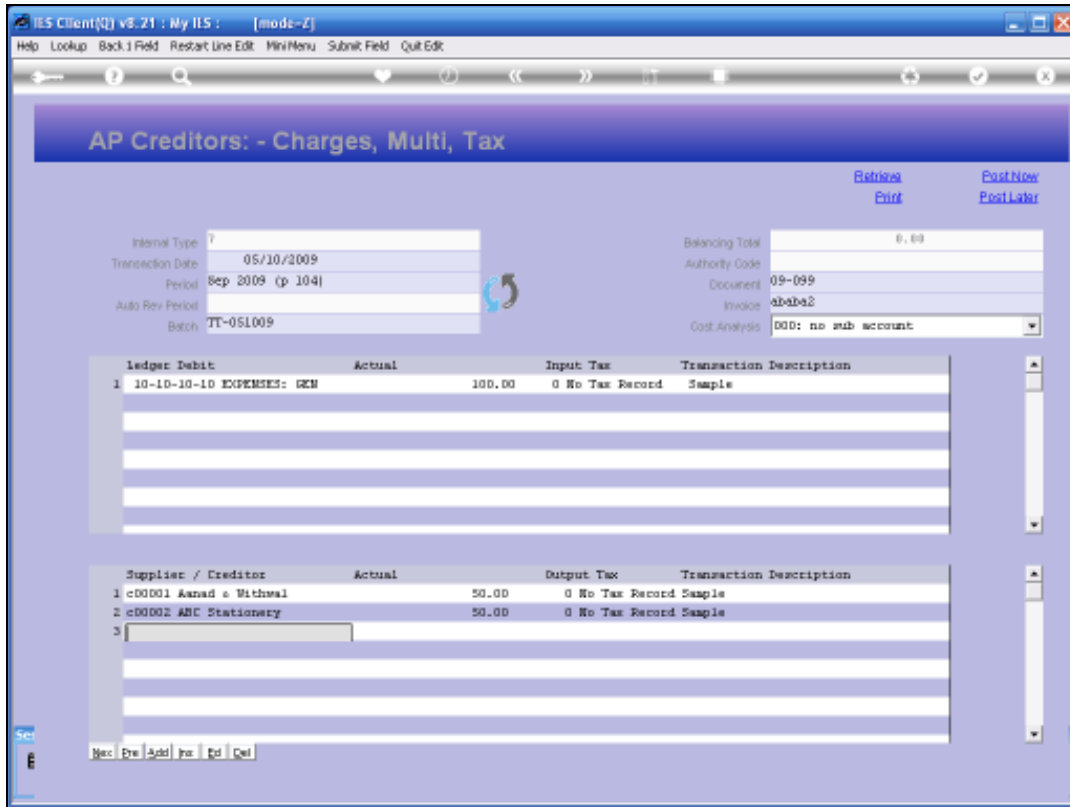 IES Client(Q) v8.21 : My IES : [mode-Z]
Help Lookup Back 1 Field Restart Line Edit MiniMenu Submit Field Quit Edit
AP Creditors: - Charges, Multi, Tax
Retrieve Post Now
Print Post Later
Internal Type 7 Balancing Total 0.00
Transaction Date 05/10/2009 Authority Code
Period Sep 2009 (p 104) Document 09-099
Auto Rev Period Invoice ababa2
Batch TT-051009 Cost Analysis 000: no sub account
Ledger Debit Actual Input Tax Transaction Description
1 10-10-10-10 EXPENSES: GEN 100.00 0 No Tax Record Sample
Supplier / Creditor Actual Output Tax Transaction Description
1 c00001 Aanad & Withwal 50.00 0 No Tax Record Sample
2 c00002 ABC Stationery 50.00 0 No Tax Record Sample
3
Nex Pre Add Ins Ed Del